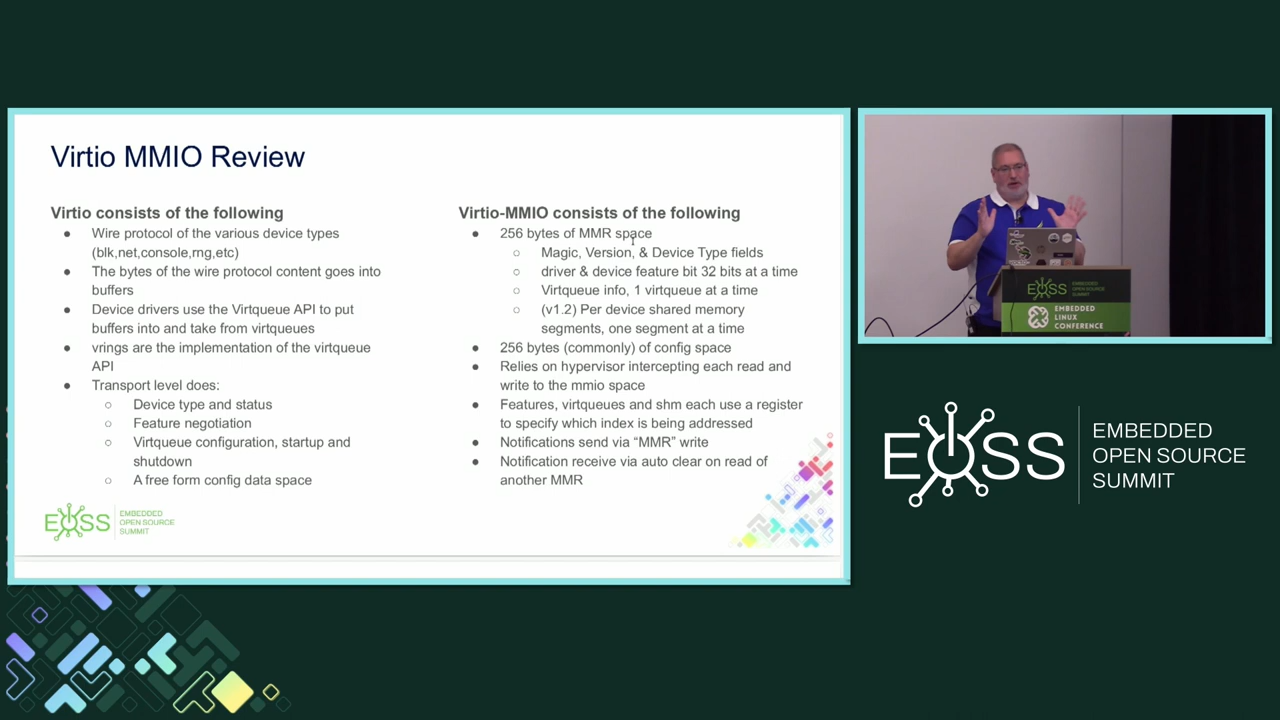 Virtio MMIO Review
Virtio consists of the following
● Wire protocol of the various device types
(blk,net,console,rng,etc)
● The bytes of the wire protocol content goes into
buffers
● Device drivers use the Virtqueue API to put
buffers into and take from virtqueues
● vrings are the implementation of the virtqueue
API
● Transport level does:
○ Device type and status
○ Feature negotiation
○ Virtqueue configuration, startup and
shutdown
○ A free form config data space
Virtio-MMIO consists of the following
● 256 bytes of MMR space
○ Magic, Version, & Device Type fields
○ driver & device feature bit 32 bits at a time
○ Virtqueue info, 1 virtqueue at a time
○ (v1.2) Per device shared memory
segments, one segment at a time
● 256 bytes (commonly) of config space
● Relies on hypervisor intercepting each read and
write to the mmio space
● Features, virtqueues and shm each use a register
to specify which index is being addressed
● Notifications send via “MMR” write
● Notification receive via auto clear on read of
another MMR
EOSS
EMBEDDED
OPEN SOURCE
SUMMIT
EOSS
EMBEDDED
OPEN SOURCE
SUMMIT
EMBEDDED
LINUX
CONFERENCE
EOSS
EMBEDDED
OPEN SOURCE
SUMMIT